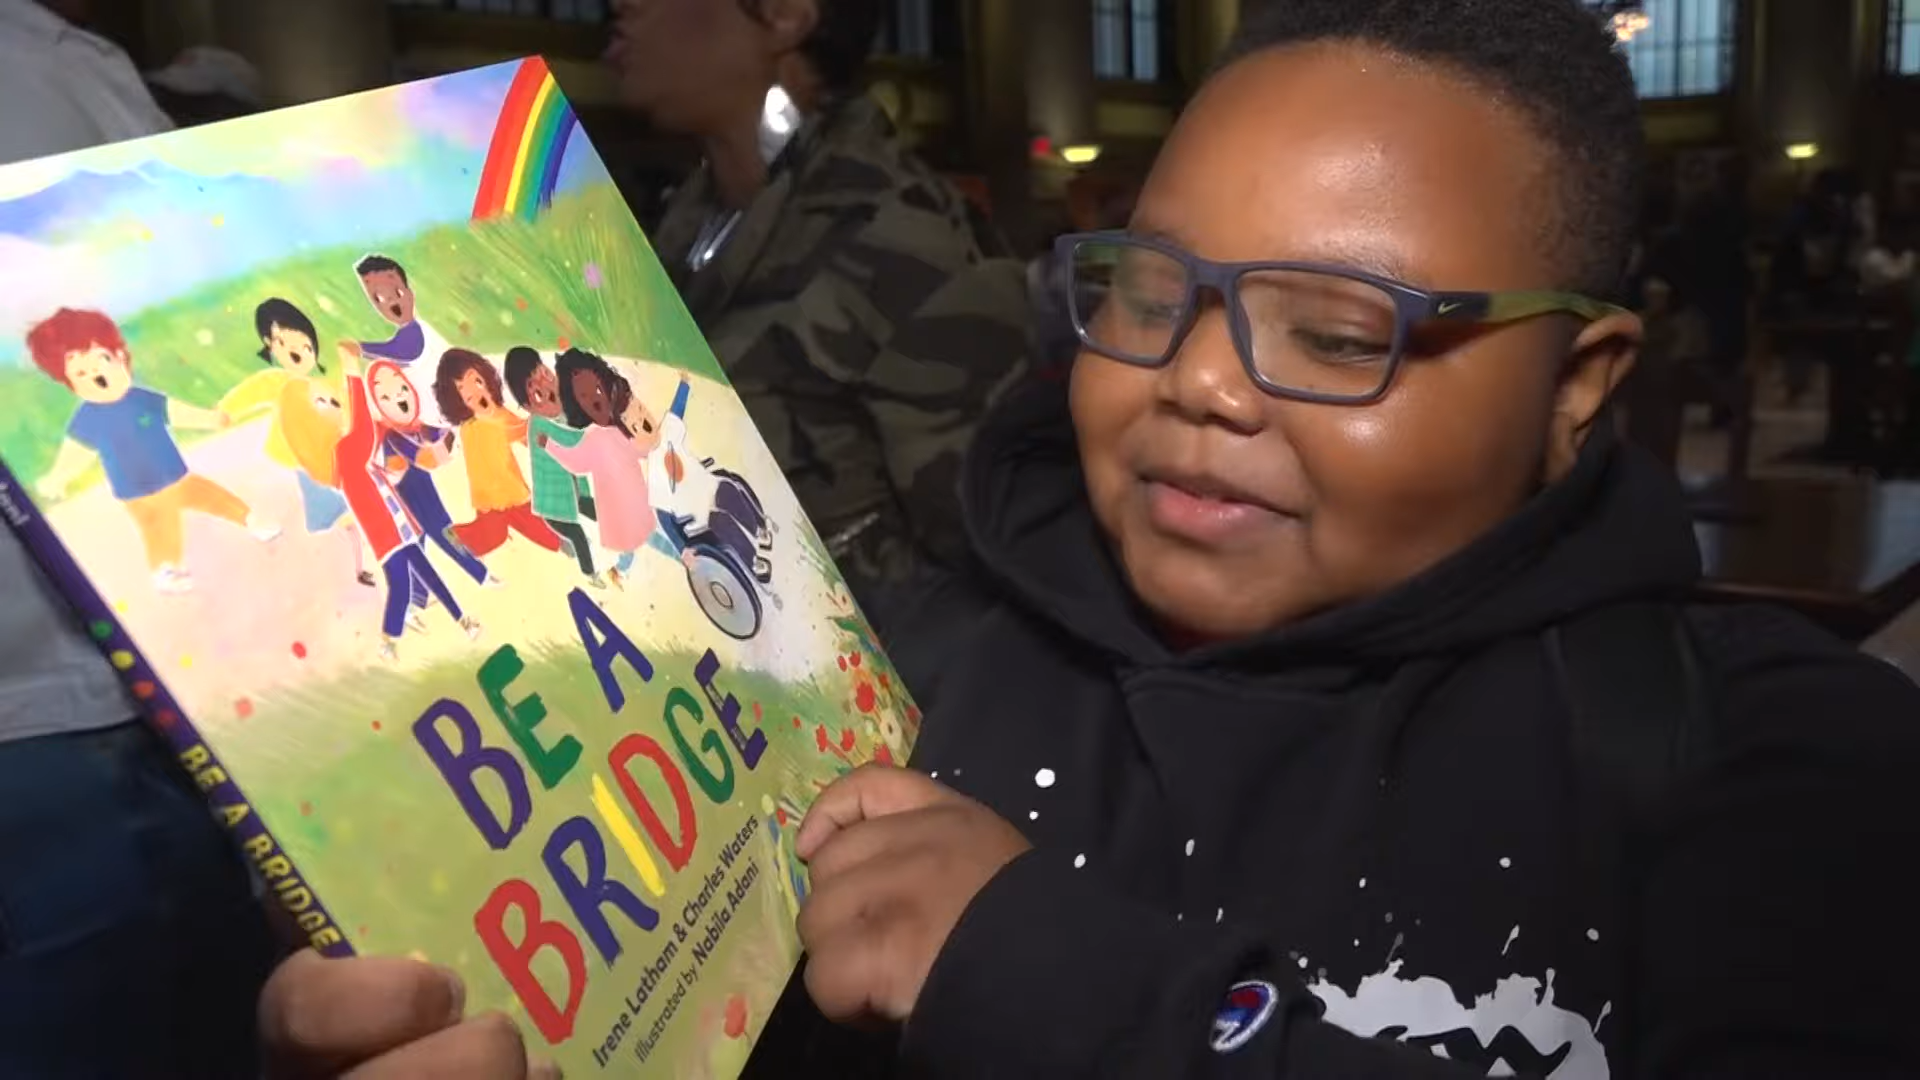 BE A
BRIDGE
Irene Latham & Charles Waters
Illustrated by Nabila Adani
BE A BRIDGE